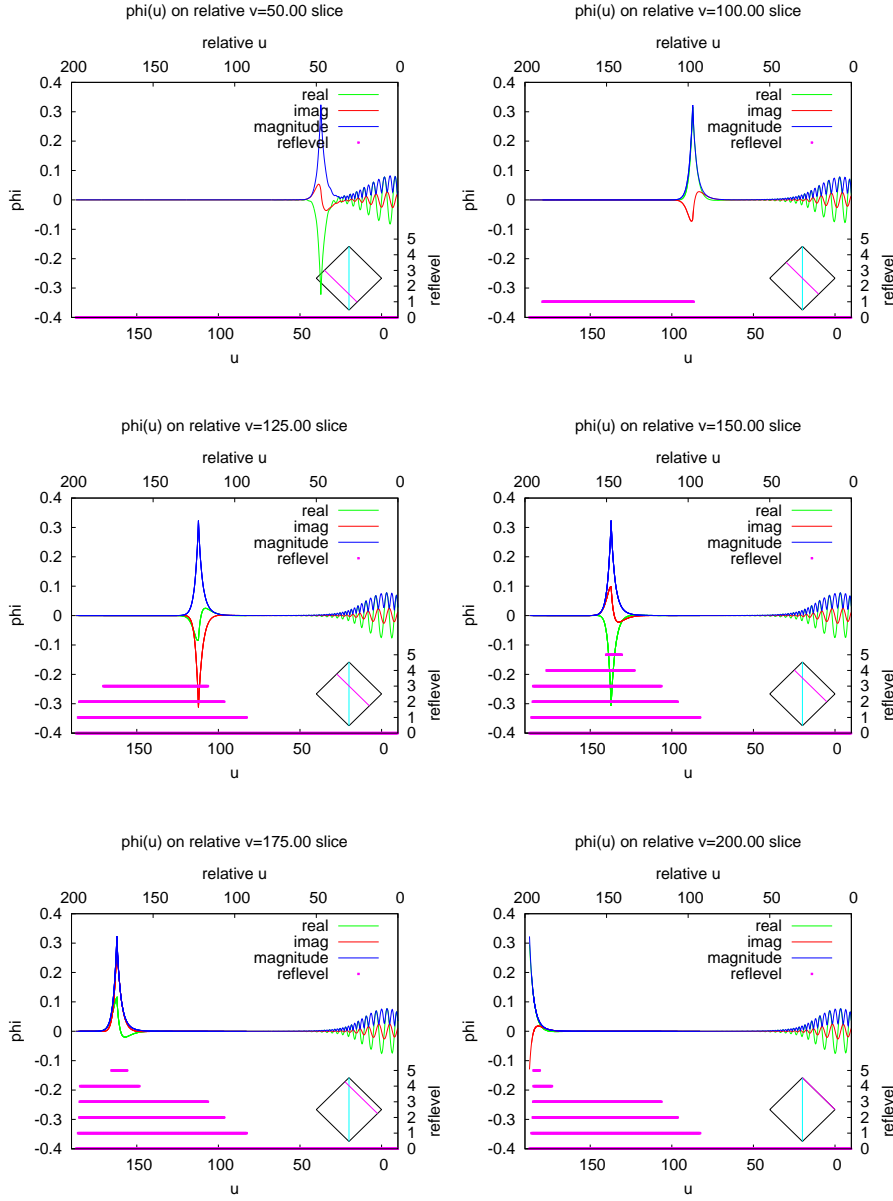 phi(u) on relative v=50.00 slice
relative u
200 150 100 50 0
0.4
0.3
0.2
0.1
0
-0.1
-0.2
-0.3
-0.4
phi
real
imag
magnitude
reflevel
5
4
3
2
1
0
reflevel
150 100 50 0
u
phi(u) on relative v=100.00 slice
relative u
200 150 100 50 0
0.4
0.3
0.2
0.1
0
-0.1
-0.2
-0.3
-0.4
phi
real
imag
magnitude
reflevel
5
4
3
2
1
0
reflevel
150 100 50 0
u
phi(u) on relative v=125.00 slice
relative u
200 150 100 50 0
0.4
0.3
0.2
0.1
0
-0.1
-0.2
-0.3
-0.4
phi
real
imag
magnitude
reflevel
5
4
3
2
1
0
reflevel
150 100 50 0
u
phi(u) on relative v=150.00 slice
relative u
200 150 100 50 0
0.4
0.3
0.2
0.1
0
-0.1
-0.2
-0.3
-0.4
phi
real
imag
magnitude
reflevel
5
4
3
2
1
0
reflevel
150 100 50 0
u
phi(u) on relative v=175.00 slice
relative u
200 150 100 50 0
0.4
0.3
0.2
0.1
0
-0.1
-0.2
-0.3
-0.4
phi
real
imag
magnitude
reflevel
5
4
3
2
1
0
reflevel
150 100 50 0
u
phi(u) on relative v=200.00 slice
relative u
200 150 100 50 0
0.4
0.3
0.2
0.1
0
-0.1
-0.2
-0.3
-0.4
phi
real
imag
magnitude
reflevel
5
4
3
2
1
0
reflevel
150 100 50 0
u